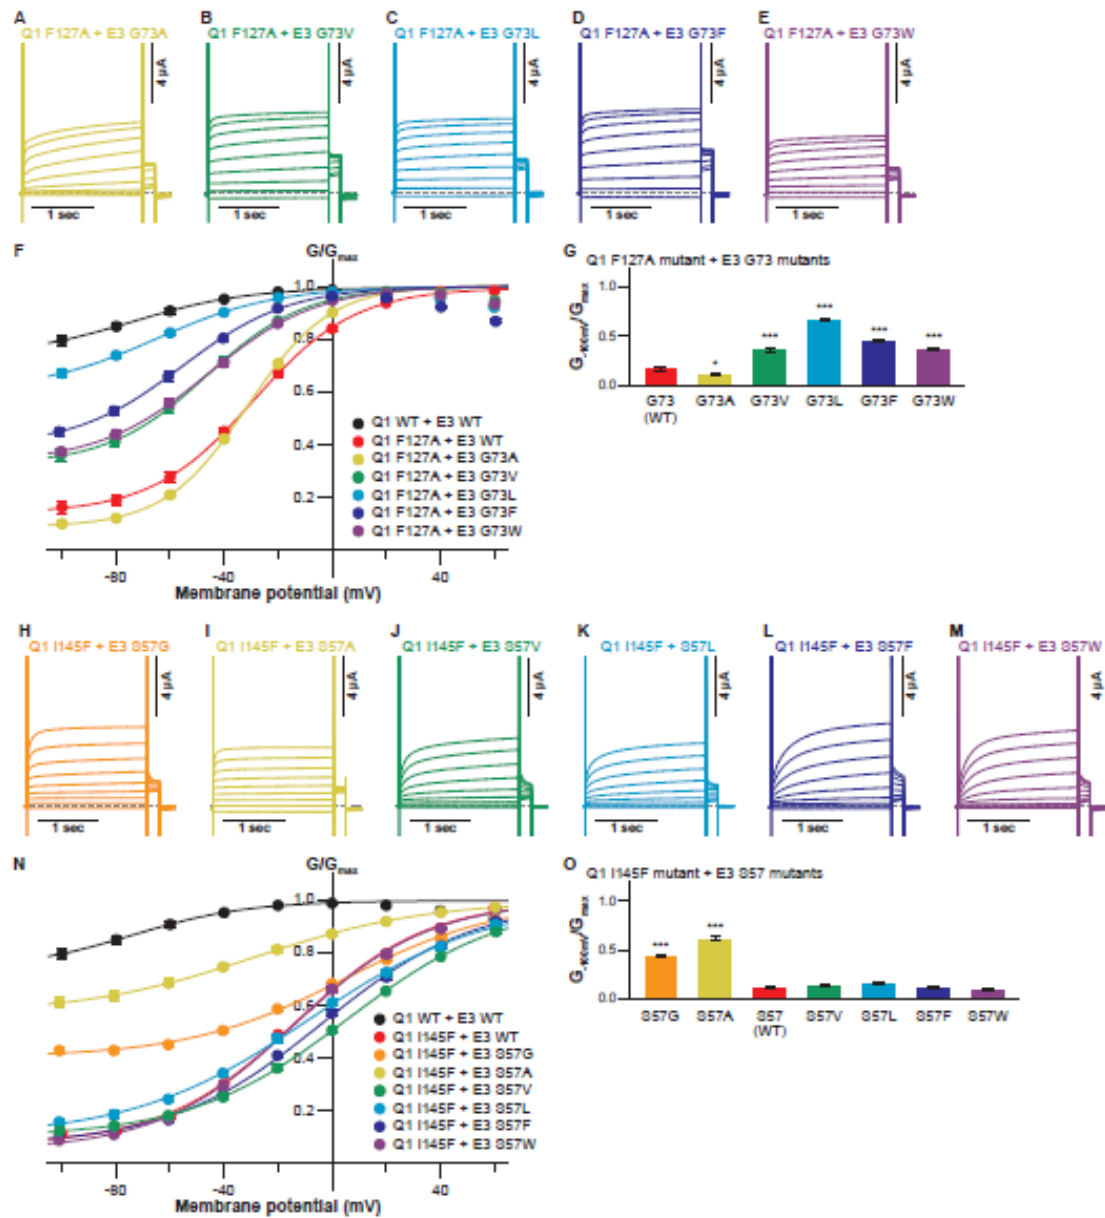 A B C D E
Q1 F127A + E3 G73A Q1 F127A + E3 G73V Q1 F127A + E3 G73L Q1 F127A + E3 G73F Q1 F127A + E3 G73W
4 µA 4 µA 4 µA 4 µA 4 µA
1 sec 1 sec 1 sec 1 sec 1 sec
F
G/Gmax
1.0
0.8
0.6
0.4
0.2
-80 -40 40
Membrane potential (mV)
Q1 WT + E3 WT
Q1 F127A + E3 WT
Q1 F127A + E3 G73A
Q1 F127A + E3 G73V
Q1 F127A + E3 G73L
Q1 F127A + E3 G73F
Q1 F127A + E3 G73W
G Q1 F127A mutant + E3 G73 mutants
G-100mV/Gmax
1.0
0.5
0.0
* *** *** *** ***
G73 G73A G73V G73L G73F G73W
(WT)
H I J K L M
Q1 I145F + E3 S57G Q1 I145F + E3 S57A Q1 I145F + E3 S57V Q1 I145F + S57L Q1 I145F + E3 S57F Q1 I145F + E3 S57W
4 µA 4 µA 4 µA 4 µA 4 µA 4 µA
1 sec 1 sec 1 sec 1 sec 1 sec 1 sec
N
G/Gmax
1.0
0.8
0.6
0.4
0.2
-80 -40 40
Membrane potential (mV)
Q1 WT + E3 WT
Q1 I145F + E3 WT
Q1 I145F + E3 S57G
Q1 I145F + E3 S57A
Q1 I145F + E3 S57V
Q1 I145F + E3 S57L
Q1 I145F + E3 S57F
Q1 I145F + E3 S57W
O Q1 I145F mutant + E3 S57 mutants
G-100mV/Gmax
1.0
0.5
0.0
*** ***
S57G S57A S57 S57V S57L S57F S57W
(WT)